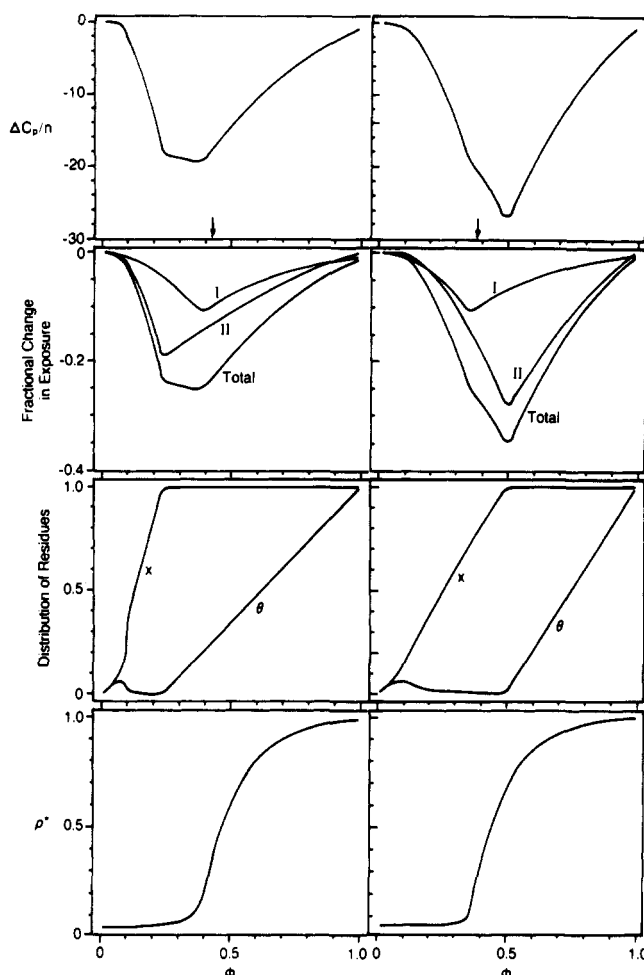 0
-10
-20
-30
ΔCp/n
0
-0.2
-0.4
Fractional Change
in Exposure
I
II
Total
I
II
Total
1.0
0.5
0
Distribution of Residues
x
θ
x
θ
1.0
0.5
0
ρ*
0 0.5 1.0 0 0.5 1.0